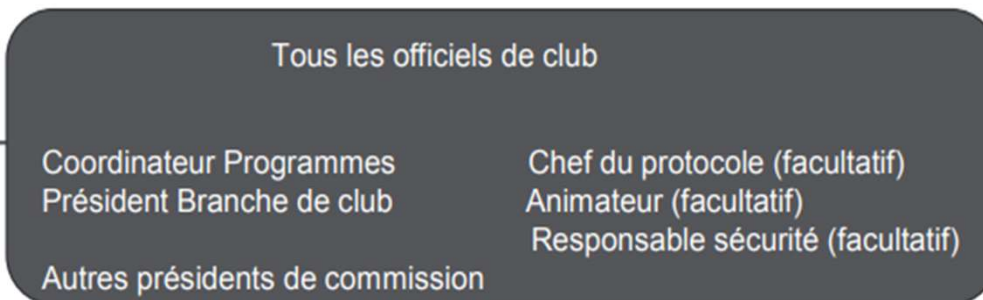 Tous les officiels de club
Coordinateur Programmes
Président Branche de club
Autres présidents de commission
Chef du protocole (facultatif)
Animateur (facultatif)
Responsable sécurité (facultatif)